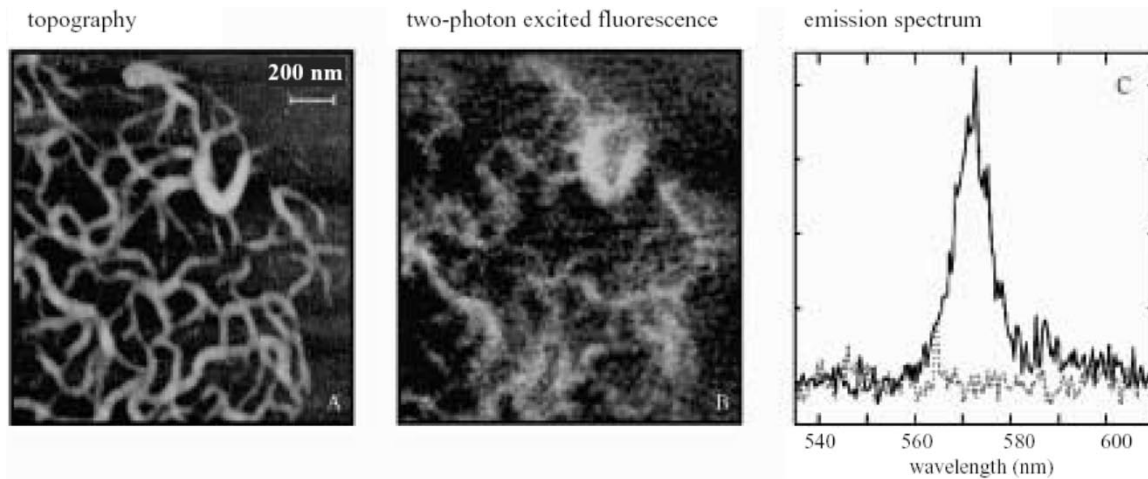 topography
two-photon excited fluorescence
emission spectrum
200 nm
A
B
C
540 560 580 600
wavelength (nm)